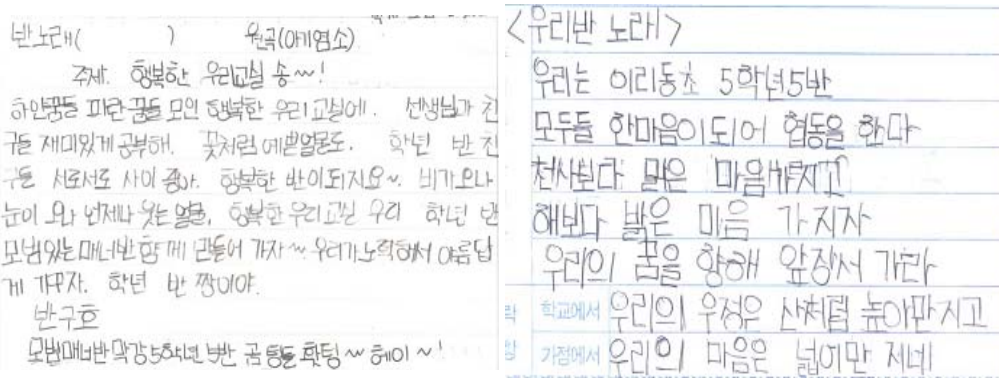 반노래( ) 원곡(아기염소)
주제. 행복한 우리교실 송~!
하얀꿈들 파란꿈들 모인 행복한 우리교실에. 선생님과 친
구들 재미있게공부해. 꽃처럼예쁜얼굴도. 학년 반 친
구들 서로서로 사이 좋아. 행복한 반이되지요~. 비가오나
눈이 오나 언제나 웃는 얼굴. 행복한 우리교실 우리 학년 반
모범있는매너반 함께 만들어 가자~ 우리가노력해서 아름답
게 가꾸자. 학년 반 짱이야.
반구호
모범매너반 막강5학년 5반 곰탱들 홧팅~ 헤이~!
<우리반 노래>
우리는 이리동초 5학년5반
모두들 한마음이되어 협동을 한다
천사보다 맑은 마음가지고
해보다 밝은 마음 가지자
우리의 꿈을 향해 앞장서 가라
학교에서 우리의 우정은 산처럼 높아만지고
가정에서 우리의 마음은 넓어만 지네